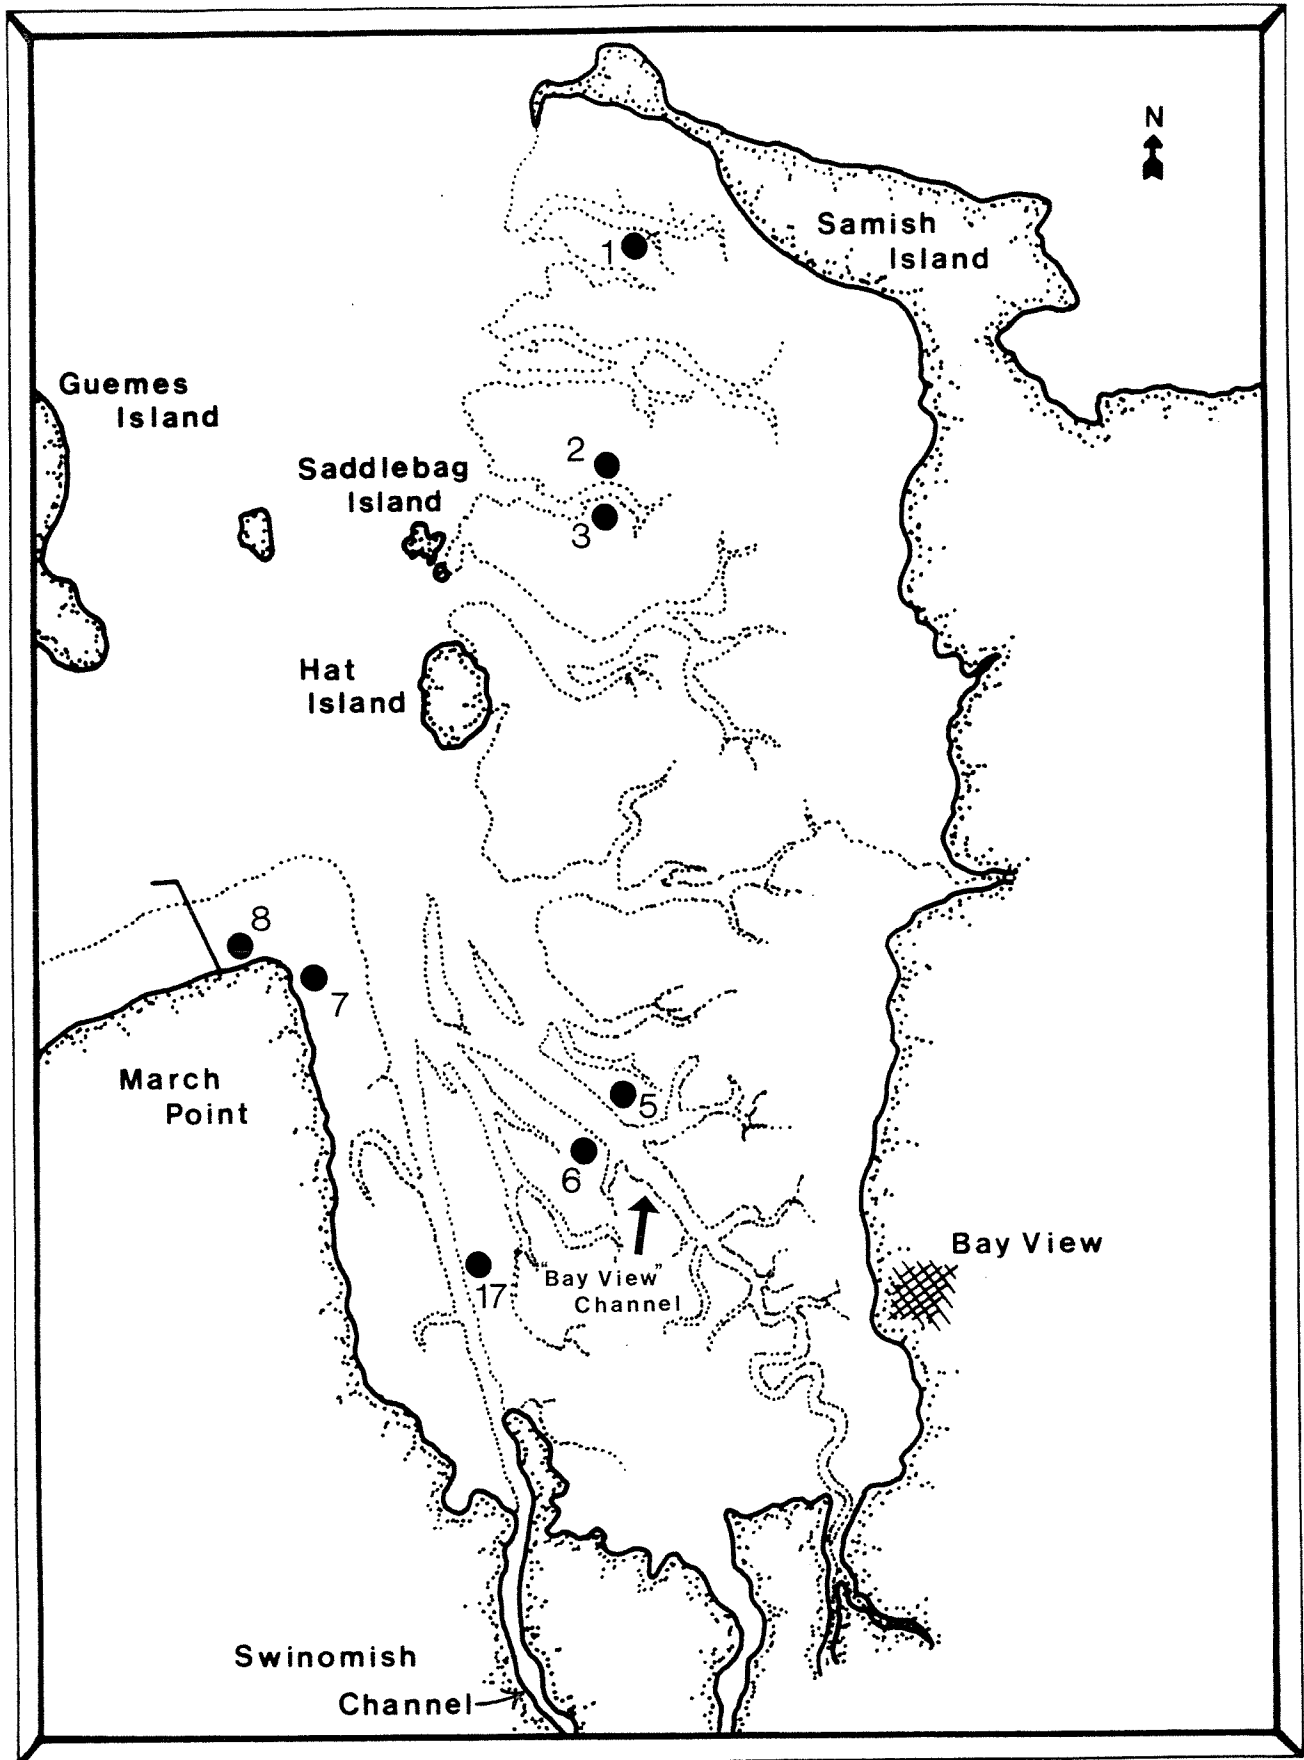 N
Samish
Island
1
Guemes
Island
2
Saddlebag
Island
3
Hat
Island
8
7
March
Point
5
6
Bay View
"Bay View"
Channel
17
Swinomish
Channel